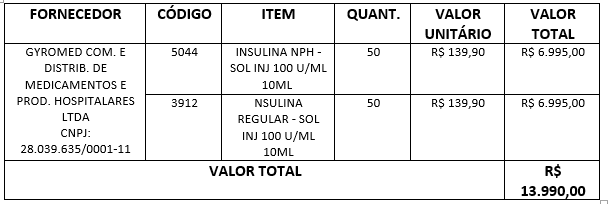 FORNECEDOR CÓDIGO ITEM QUANT. VALOR UNITÁRIO VALOR TOTAL
GYROMED COM. E
DISTRIB. DE
MEDICAMENTOS E
PROD. HOSPITALARES
LTDA
CNPJ:
28.039.635/0001-11
5044 INSULINA NPH - 50 R$ 139,90 R$ 6.995,00
SOL INJ 100 U/ML
10ML
3912 NSULINA 50 R$ 139,90 R$ 6.995,00
REGULAR - SOL
INJ 100 U/ML
10ML
VALOR TOTAL R$
13.990,00